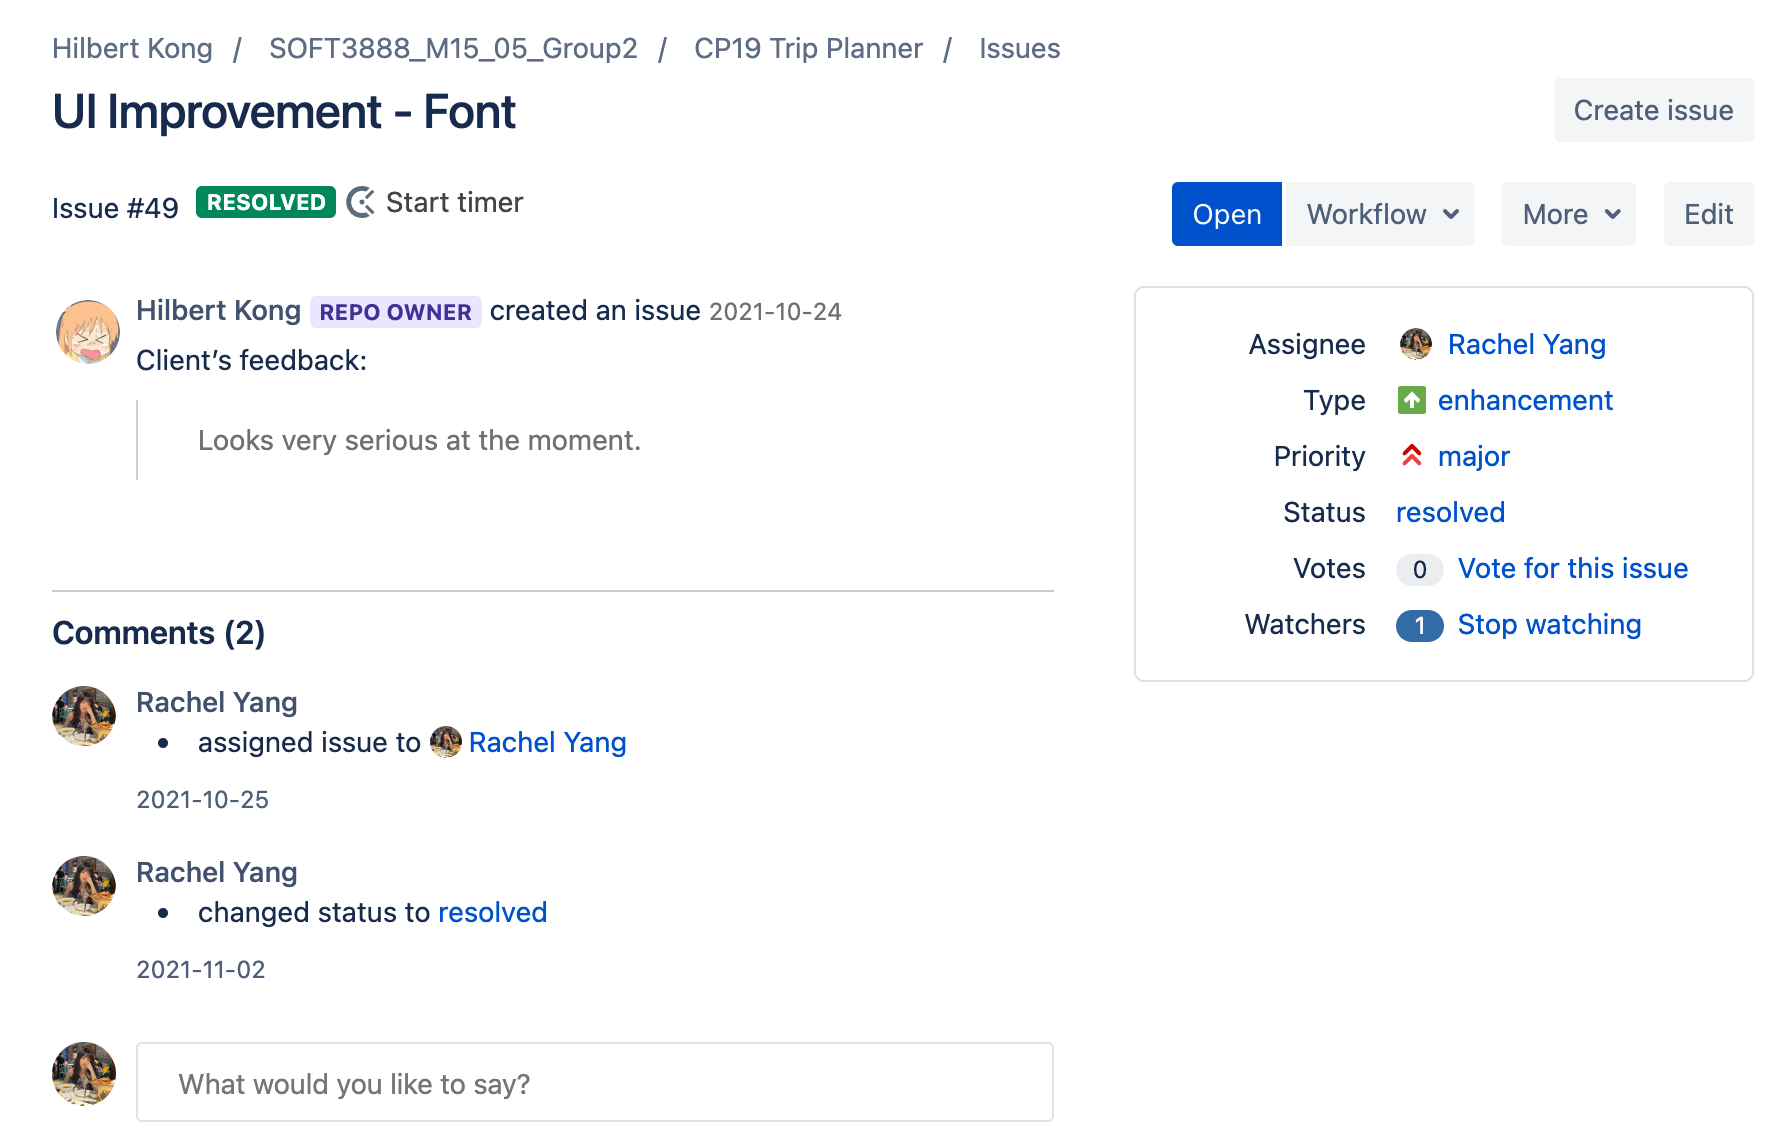 Hilbert Kong / SOFT3888_M15_05_Group2 / CP19 Trip Planner / Issues
UI Improvement - Font
Create issue
Issue #49 RESOLVED Start timer
Open Workflow More Edit
Hilbert Kong REPO OWNER created an issue 2021-10-24
Client’s feedback:
Looks very serious at the moment.
Assignee Rachel Yang
Type enhancement
Priority major
Status resolved
Votes 0 Vote for this issue
Watchers 1 Stop watching
Comments (2)
Rachel Yang
• assigned issue to Rachel Yang
2021-10-25
Rachel Yang
• changed status to resolved
2021-11-02
What would you like to say?